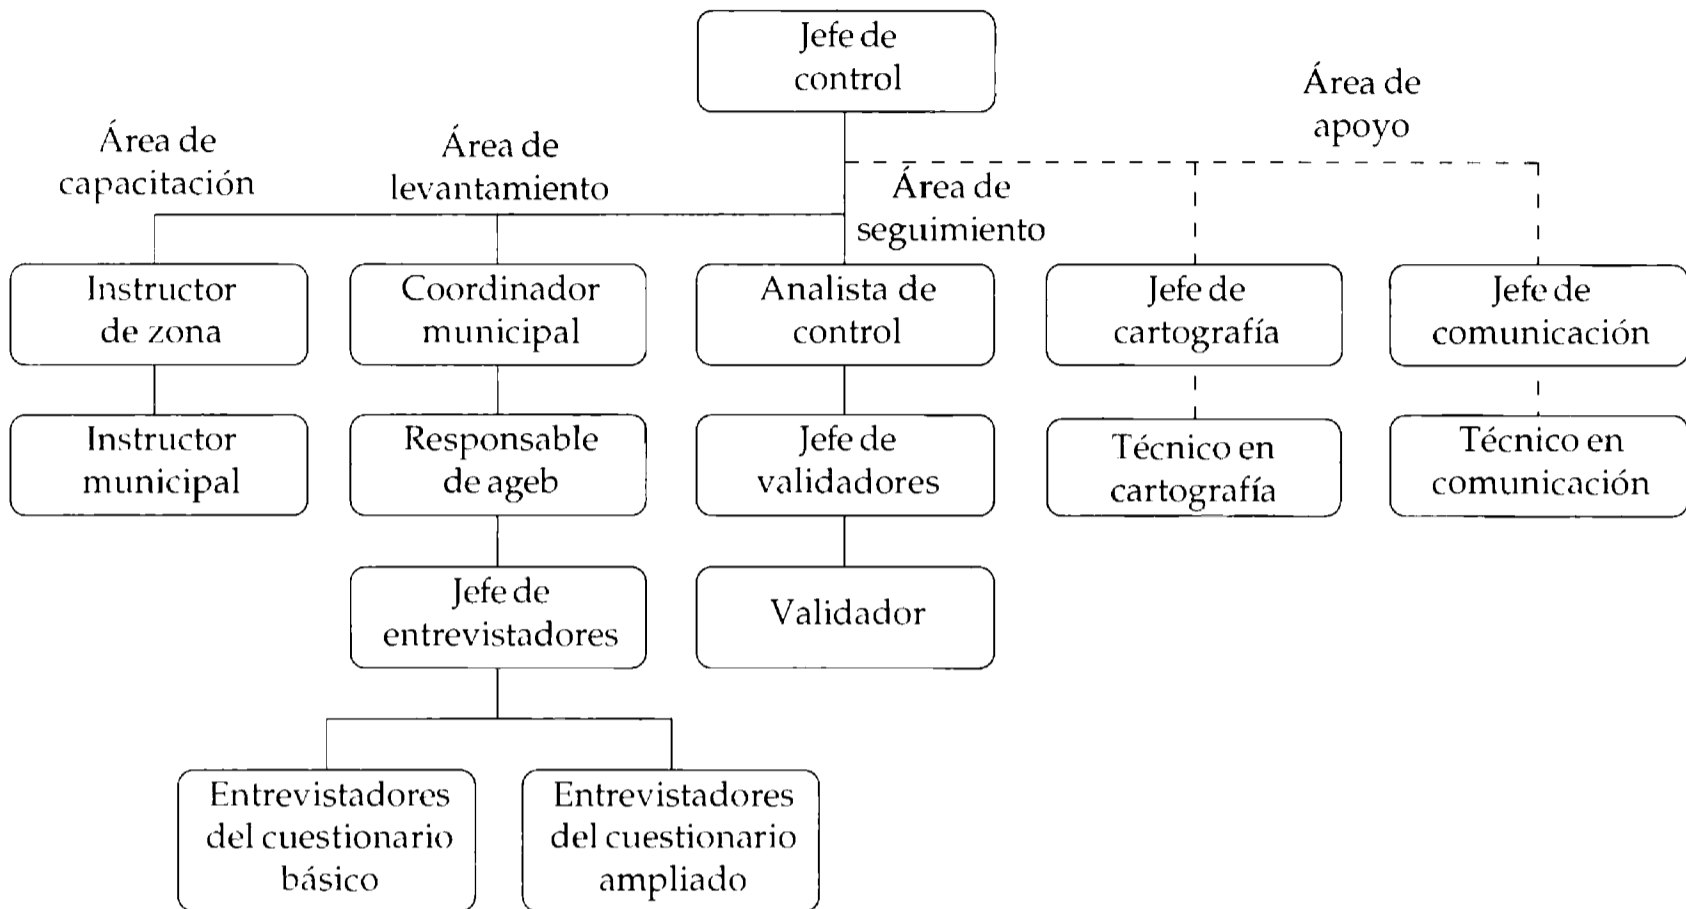 Jefe de
control
Área de
apoyo
Área de
capacitación
Área de
levantamiento
Área de
seguimiento
Instructor
de zona
Coordinador
municipal
Analista de
control
Jefe de
cartografía
Jefe de
comunicación
Instructor
municipal
Responsable
de ageb
Jefe de
validadores
Técnico en
cartografía
Técnico en
comunicación
Jefe de
entrevistadores
Validador
Entrevistadores
del cuestionario
básico
Entrevistadores
del cuestionario
ampliado